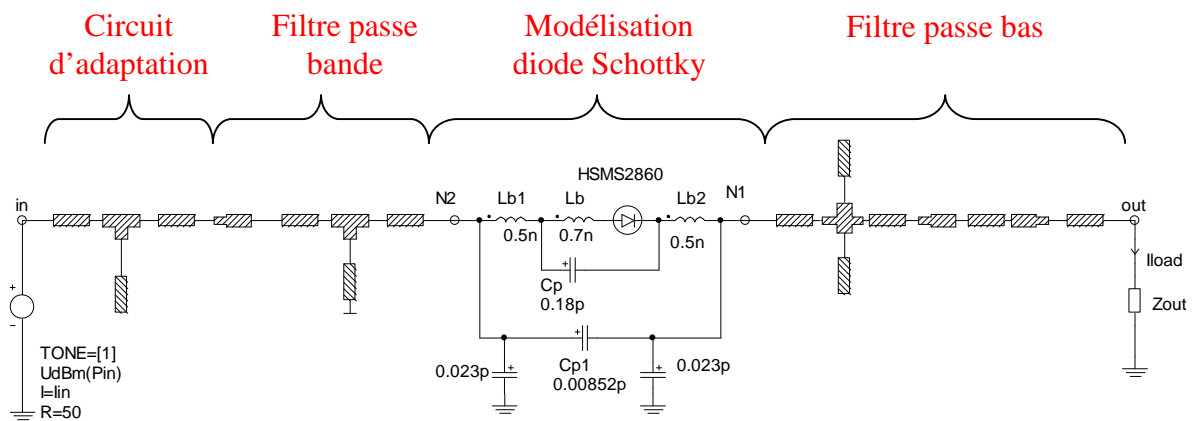 Circuit
d'adaptation
Filtre passe
bande
Modélisation
diode Schottky
Filtre passe bas
HSMS2860
in
N2
Lb1
Lb
Lb2
N1
out
0.5n
0.7n
0.5n
Iload
Cp
0.18p
Zout
TONE=[1]
UdBm(Pin)
I=Iin
R=50
0.023p
Cp1
0.00852p
0.023p